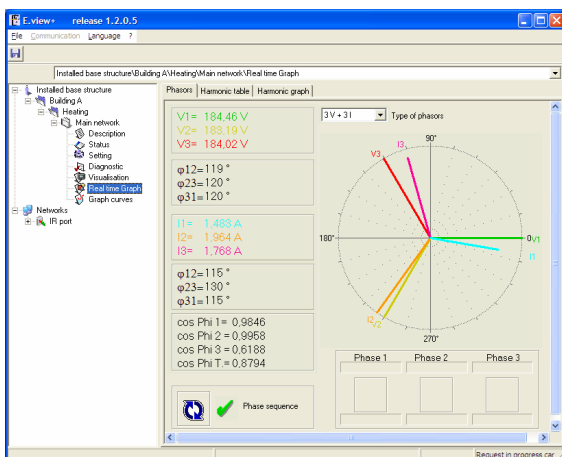 E.view+ release 1.2.0.5
File Communication Language ?
Installed base structure\Building A\Heating\Main network\Real time Graph
Installed base structure
Building A
Heating
Main network
Description
Status
Setting
Diagnostic
Visualisation
Real time Graph
Graph curves
Networks
IR port
Phasors Harmonic table Harmonic graph
V1= 184,46 V
V2= 183,19 V
V3= 184,02 V
φ12=119 °
φ23=120 °
φ31=120 °
I1= 1,483 A
I2= 1,964 A
I3= 1,768 A
φ12=115 °
φ23=130 °
φ31=115 °
cos Phi 1= 0,9846
cos Phi 2 = 0,9958
cos Phi 3 = 0,6188
cos Phi T.= 0,8794
Phase sequence
3 V + 3 I Type of phasors
90°
V3 I3
180° 0 V1
I1
I2
V2
270°
Phase 1 Phase 2 Phase 3
Request in progress car